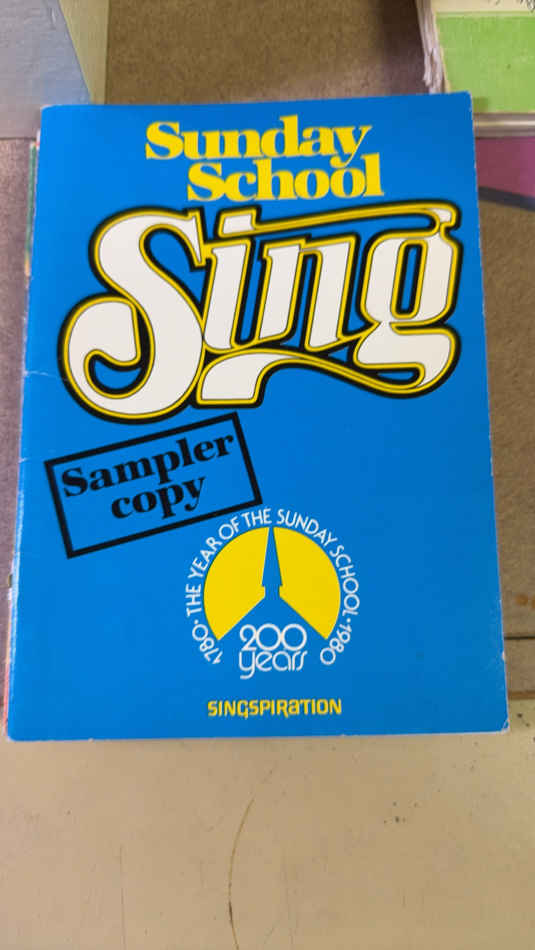 Sunday
School
Sing
Sampler
copy
1780 • THE YEAR OF THE SUNDAY SCHOOL • 1980
200
years
SINGSPIRATION